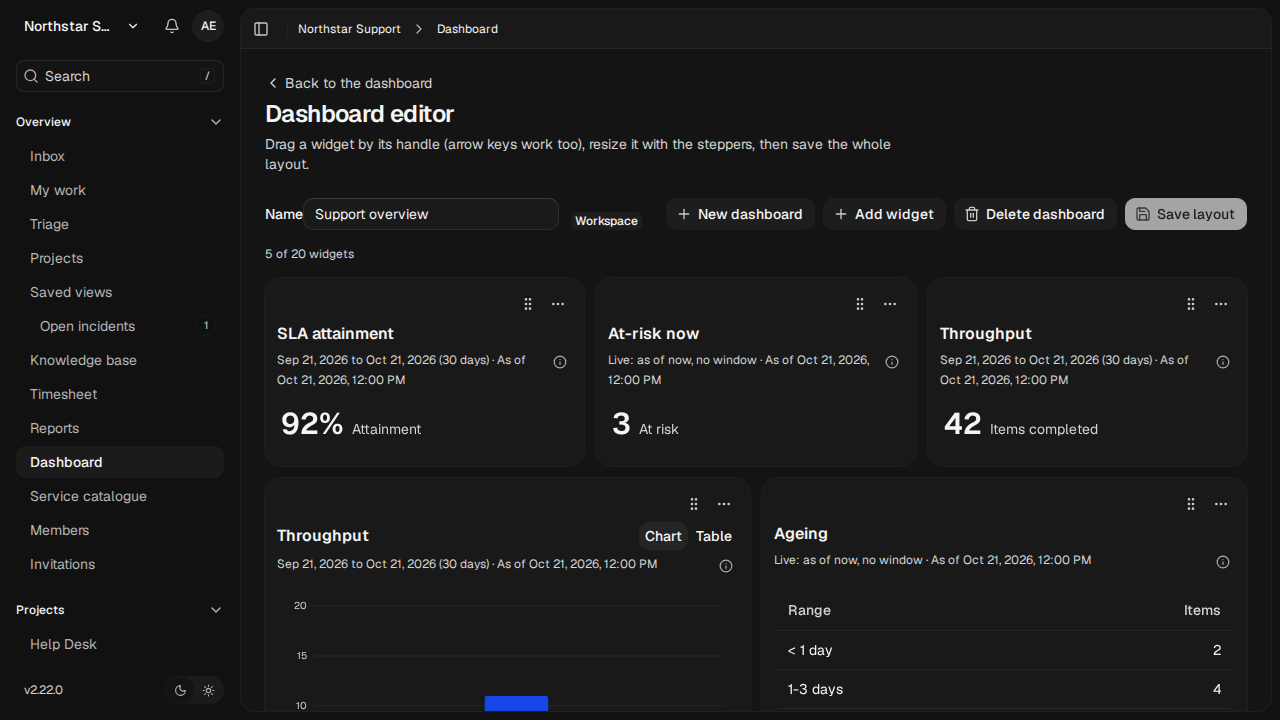 Northstar S...
AE
Search
/
Overview
Inbox
My work
Triage
Projects
Saved views
Open incidents
1
Knowledge base
Timesheet
Reports
Dashboard
Service catalogue
Members
Invitations
Projects
Help Desk
v2.22.0
Northstar Support
Dashboard
Back to the dashboard
Dashboard editor
Drag a widget by its handle (arrow keys work too), resize it with the steppers, then save the whole
layout.
Name
Support overview
Workspace
New dashboard
Add widget
Delete dashboard
Save layout
5 of 20 widgets
SLA attainment
Sep 21, 2026 to Oct 21, 2026 (30 days) · As of
Oct 21, 2026, 12:00 PM
92% Attainment
At-risk now
Live: as of now, no window · As of Oct 21, 2026,
12:00 PM
3 At risk
Throughput
Sep 21, 2026 to Oct 21, 2026 (30 days) · As of
Oct 21, 2026, 12:00 PM
42 Items completed
Throughput
Chart
Table
Sep 21, 2026 to Oct 21, 2026 (30 days) · As of Oct 21, 2026, 12:00 PM
20
15
10
Ageing
Live: as of now, no window · As of Oct 21, 2026, 12:00 PM
Range Items
< 1 day 2
1-3 days 4